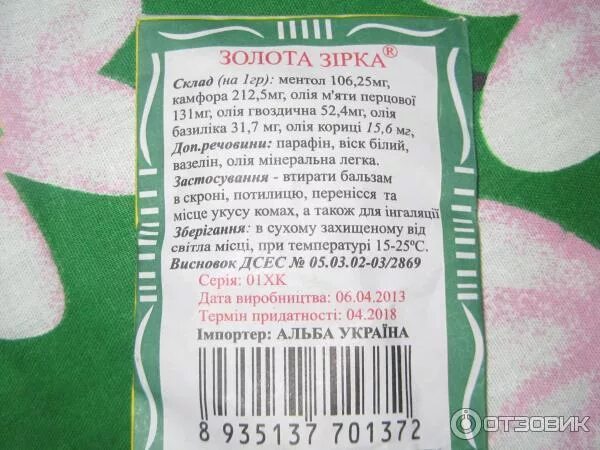 ЗОЛОТА ЗІРКА®
Склад (на 1гр): ментол 106,25мг,
камфора 212,5мг, олія м'яти перцової
131мг, олія гвоздична 52,4мг, олія
базиліка 31,7 мг, олія кориці 15,6 мг,
Доп.речовини: парафін, віск білий,
вазелін, олія мінеральна легка.
Застосування - втирати бальзам
в скроні, потилицю, перенісся та
місце укусу комах, а також для інгаляції
Зберігання: в сухому захищеному від
світла місці, при температурі 15-25°С.
Висновок ДСЕС № 05.03.02-03/2869
Серія: 01ХК
Дата виробництва: 06.04.2013
Термін придатності: 04.2018
Імпортер: АЛЬБА УКРАЇНА
8 935137 701372
ОТЗОВИК